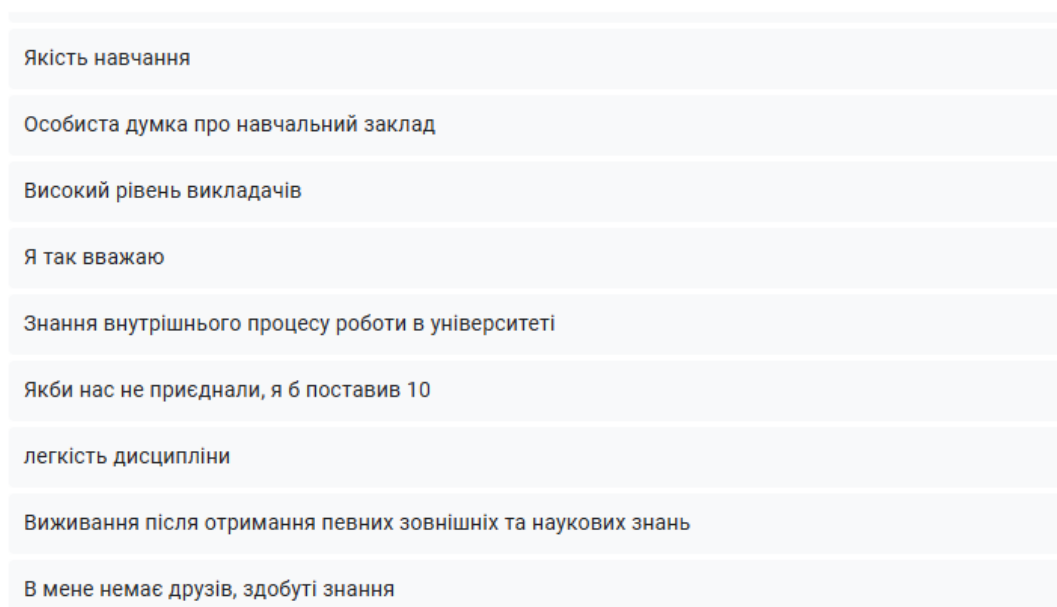 Якість навчання
Особиста думка про навчальний заклад
Високий рівень викладачів
Я так вважаю
Знання внутрішнього процесу роботи в університеті
Якби нас не приєднали, я б поставив 10
легкість дисципліни
Виживання після отримання певних зовнішніх та наукових знань
В мене немає друзів, здобуті знання